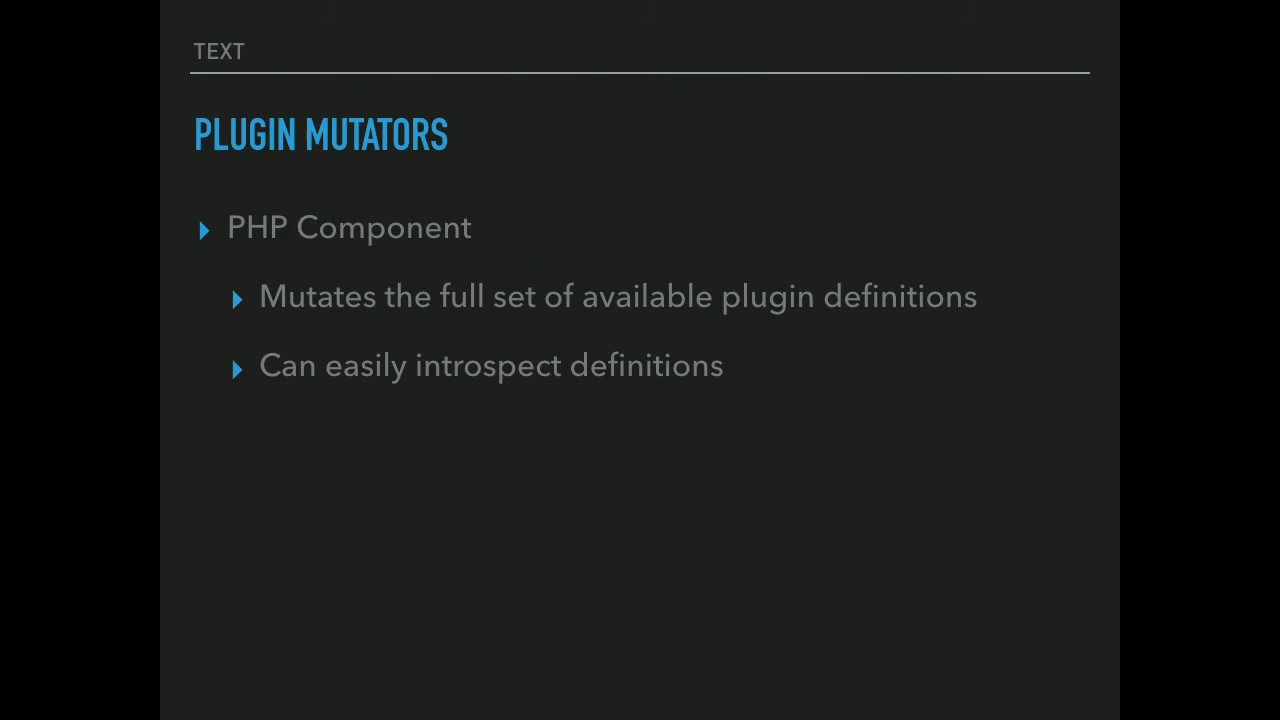 TEXT
PLUGIN MUTATORS
PHP Component
Mutates the full set of available plugin definitions
Can easily introspect definitions